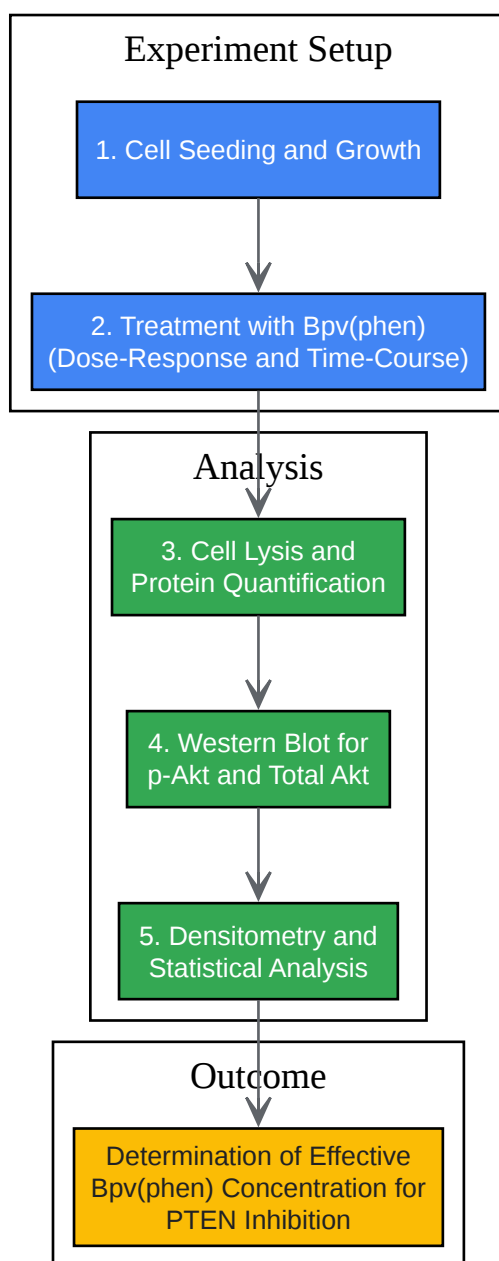 Experiment Setup
1. Cell Seeding and Growth
2. Treatment with Bpv(phen)
(Dose-Response and Time-Course)
Analysis
3. Cell Lysis and
Protein Quantification
4. Western Blot for
p-Akt and Total Akt
5. Densitometry and
Statistical Analysis
Outcome
Determination of Effective
Bpv(phen) Concentration for
PTEN Inhibition